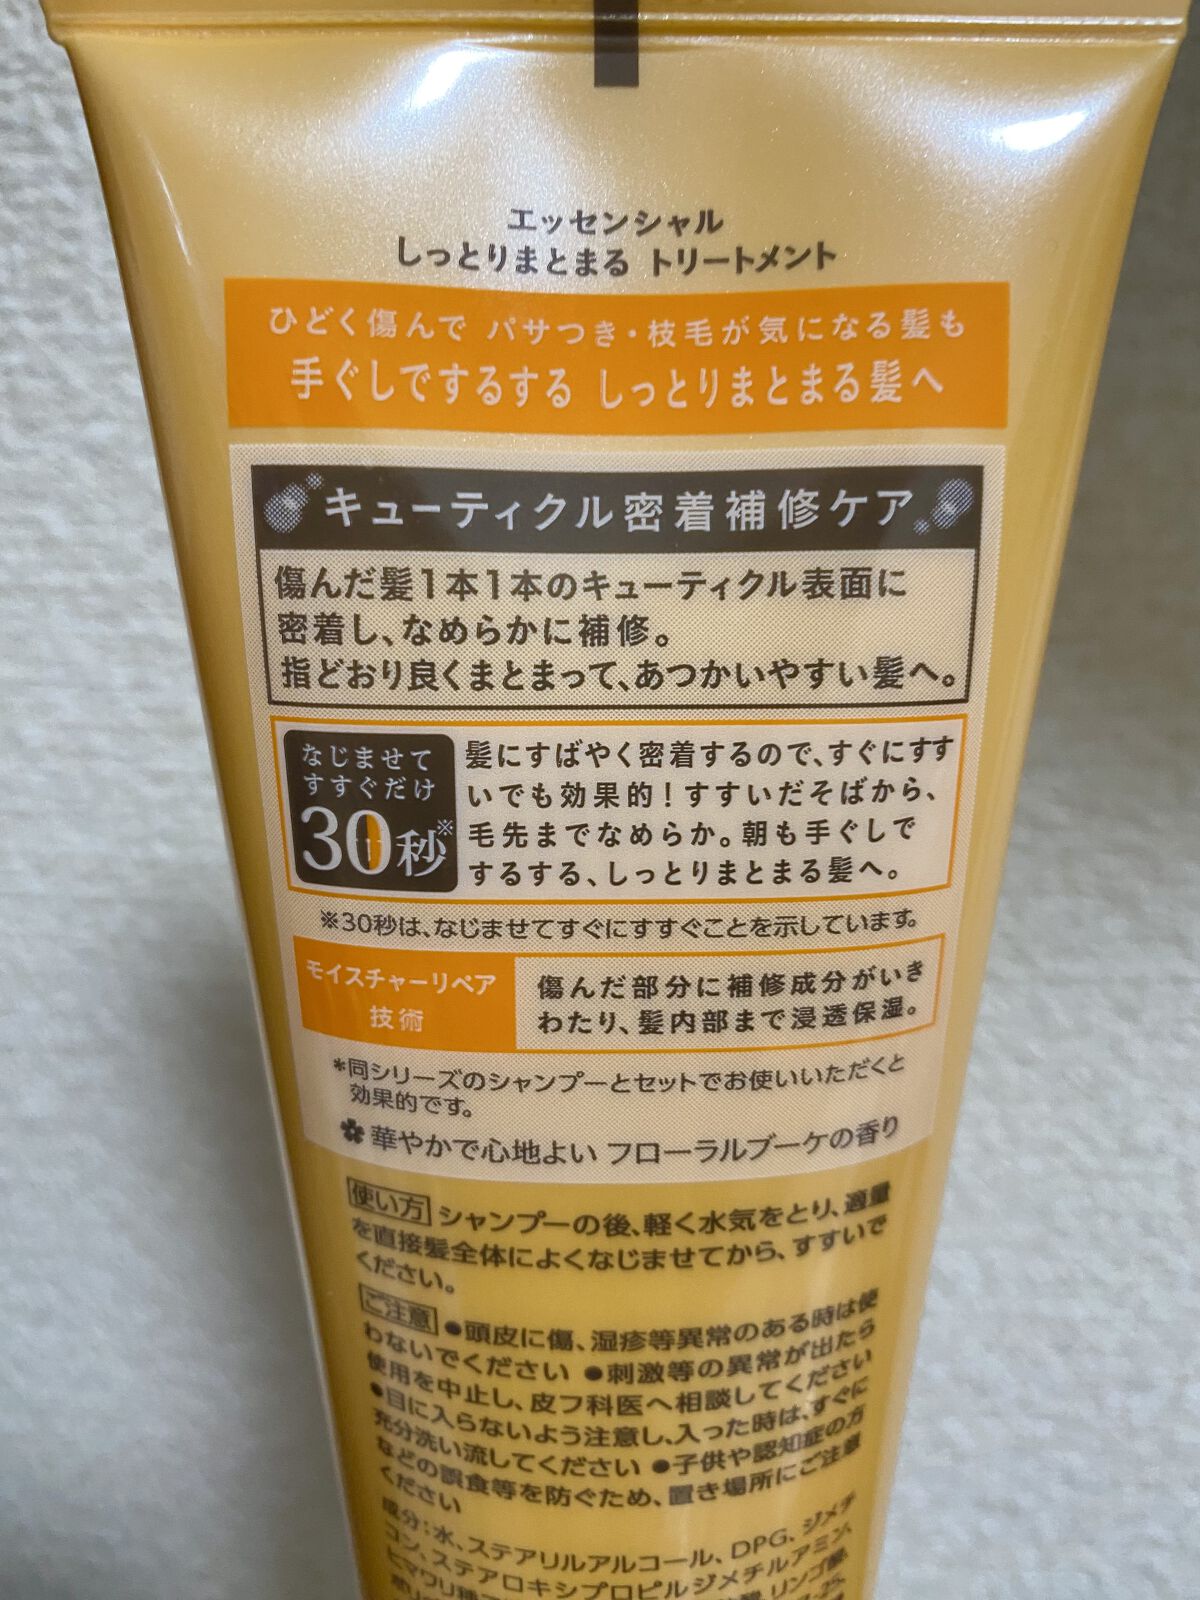 エッセンシャル
しっとりまとまる トリートメント
ひどく傷んで パサつき・枝毛が気になる髪も
手ぐしでするする しっとりまとまる髪へ
キューティクル密着補修ケア
傷んだ髪1本1本のキューティクル表面に
密着し、なめらかに補修。
指どおり良くまとまって、あつかいやすい髪へ。
なじませて
すすぐだけ
30秒※
髪にすばやく密着するので、すぐにすす
いでも効果的!すすいだそばから、
毛先までなめらか。朝も手ぐしで
するする、しっとりまとまる髪へ。
※30秒は、なじませてすぐにすすぐことを示しています。
モイスチャーリペア
技術
傷んだ部分に補修成分がいき
わたり、髪内部まで浸透保湿。
*同シリーズのシャンプーとセットでお使いいただくと
効果的です。
華やかで心地よい フローラルブーケの香り
使い方 シャンプーの後、軽く水気をとり、適量
を直接髪全体によくなじませてから、すすいで
ください。
ご注意 ●頭皮に傷、湿疹等異常のある時は使
わないでください ●刺激等の異常が出たら
使用を中止し、皮フ科医へ相談してください
●目に入らないよう注意し、入った時は、すぐに
充分洗い流してください ●子供や認知症の方
などの誤食等を防ぐため、置き場所にご注意
ください
成分:水、ステアリルアルコール、DPG、ジメチ
コン、ステアロキシプロピルジメチルアミン、
ヒマワリ種
リンゴ酸